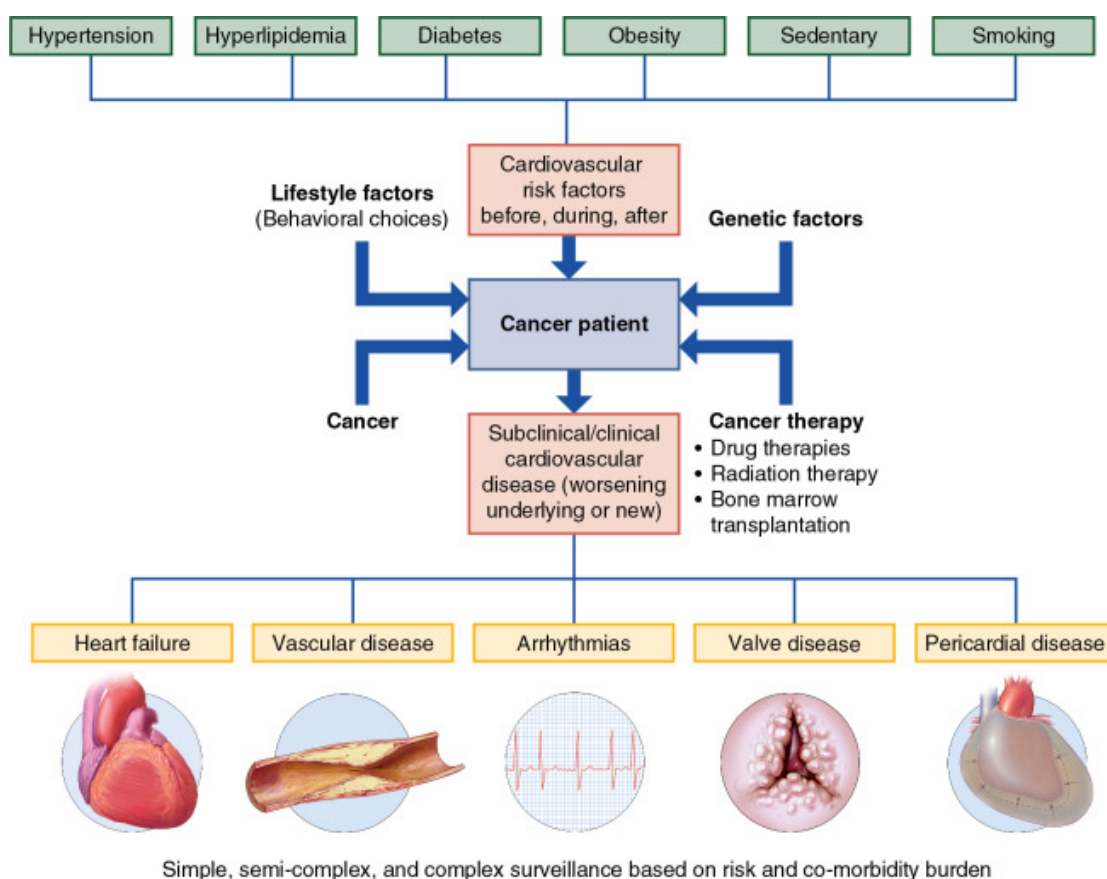 Hypertension
Hyperlipidemia
Diabetes
Obesity
Sedentary
Smoking
Cardiovascular
risk factors
before, during, after
Lifestyle factors
(Behavioral choices)
Genetic factors
Cancer patient
Cancer
Subclinical/clinical
cardiovascular
disease (worsening
underlying or new)
Cancer therapy
• Drug therapies
• Radiation therapy
• Bone marrow
transplantation
Heart failure
Vascular disease
Arrhythmias
Valve disease
Pericardial disease
Simple, semi-complex, and complex surveillance based on risk and co-morbidity burden